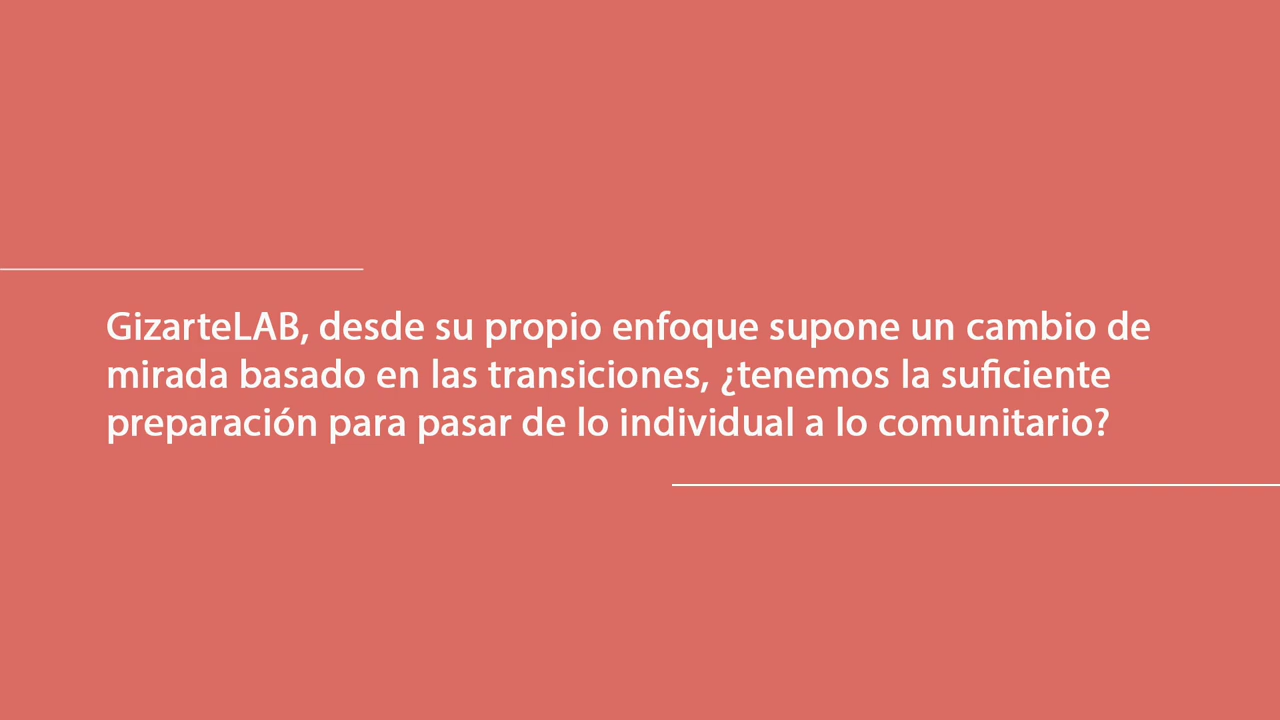 GizarteLAB, desde su propio enfoque supone un cambio de
mirada basado en las transiciones, ¿tenemos la suficiente
preparación para pasar de lo individual a lo comunitario?